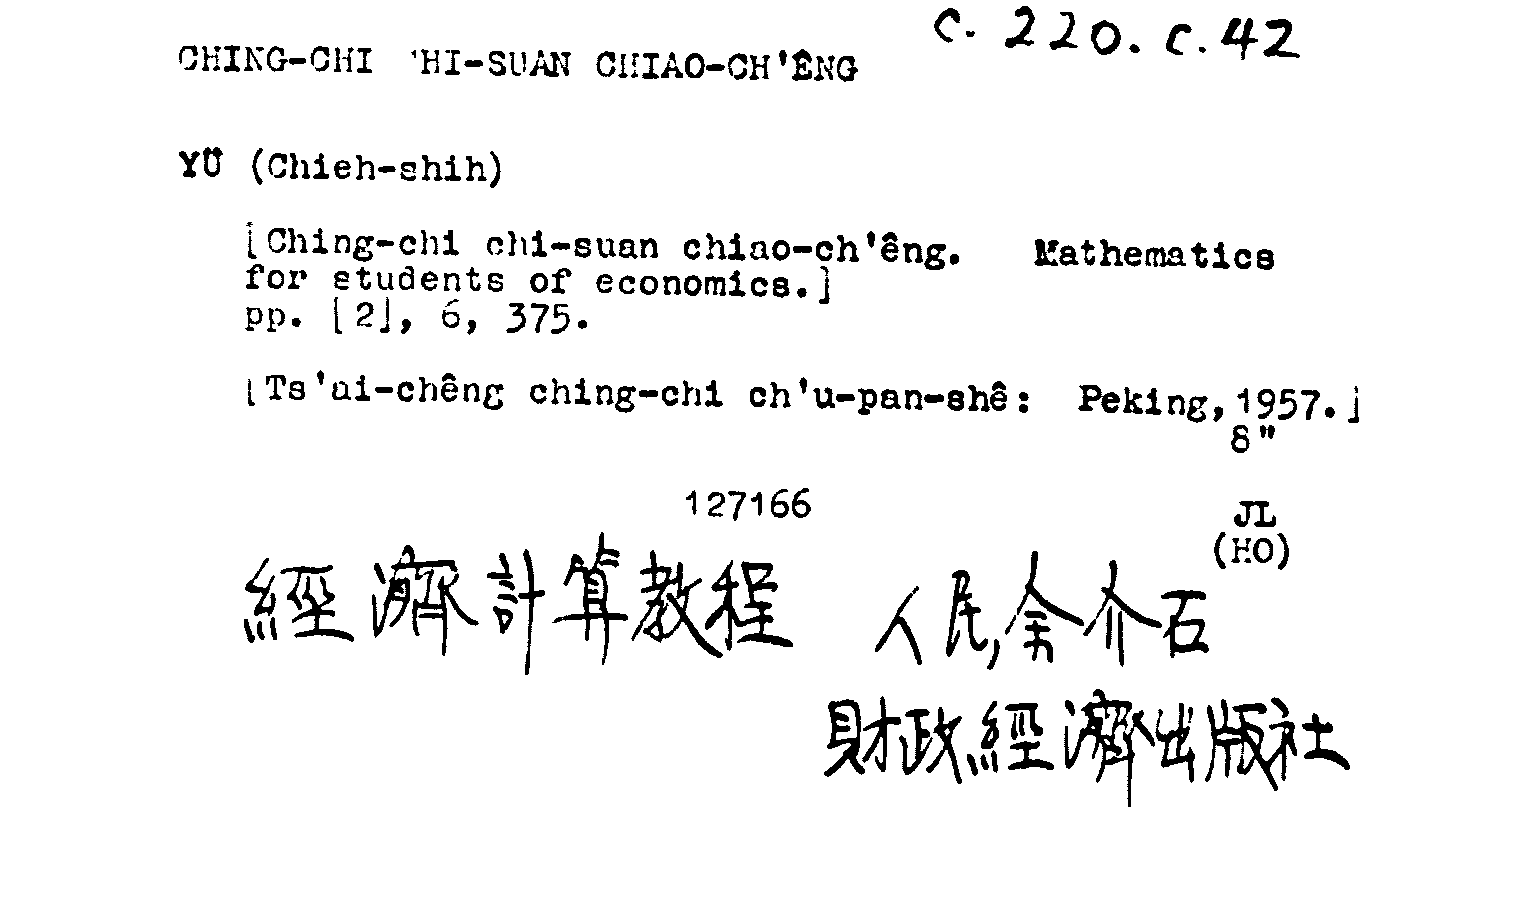 c. 220. c. 42
CHING-CHI 'HI-SUAN CHIAO-CH'ÊNG
YÜ (Chieh-shih)
[Ching-chi chi-suan chiao-ch'êng. Mathematics
for students of economics.]
pp. [2], 6, 375.
[Ts'ai-chêng ching-chi ch'u-pan-shê: Peking, 1957.]
8"
127166
JL
(HO)
經濟計算教程 人民,余介石
財政經濟出版社